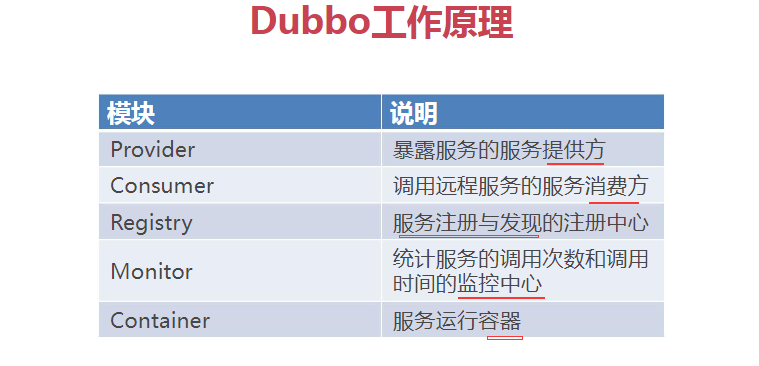 Dubbo工作原理
模块 说明
Provider 暴露服务的服务提供方
Consumer 调用远程服务的服务消费方
Registry 服务注册与发现的注册中心
Monitor 统计服务的调用次数和调用
时间的监控中心
Container 服务运行容器